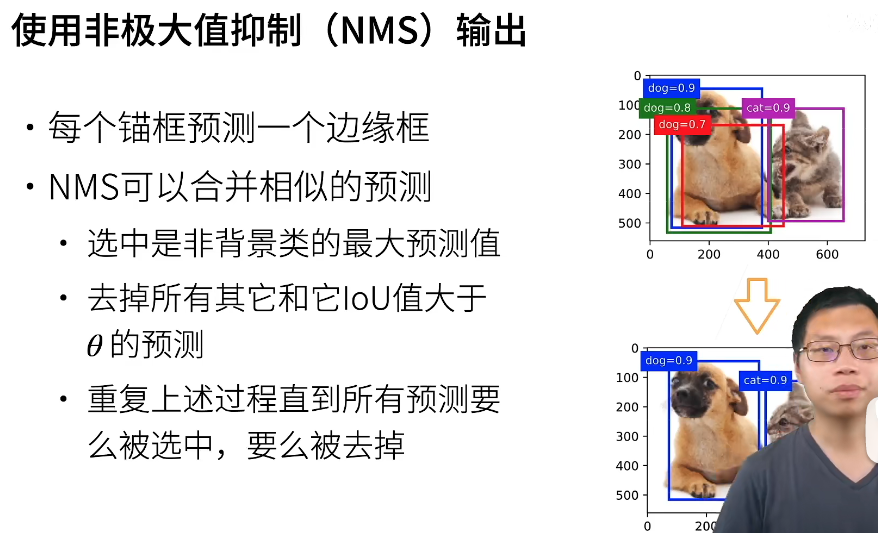 使用非极大值抑制（NMS）输出
• 每个锚框预测一个边缘框
• NMS可以合并相似的预测
• 选中是非背景类的最大预测值
• 去掉所有其它和它IoU值大于
θ 的预测
• 重复上述过程直到所有预测要
么被选中，要么被去掉
0
100
200
300
400
500
dog=0.9
dog=0.8
cat=0.9
dog=0.7
0 200 400 600
0
100
200
300
400
500
dog=0.9
cat=0.9
0